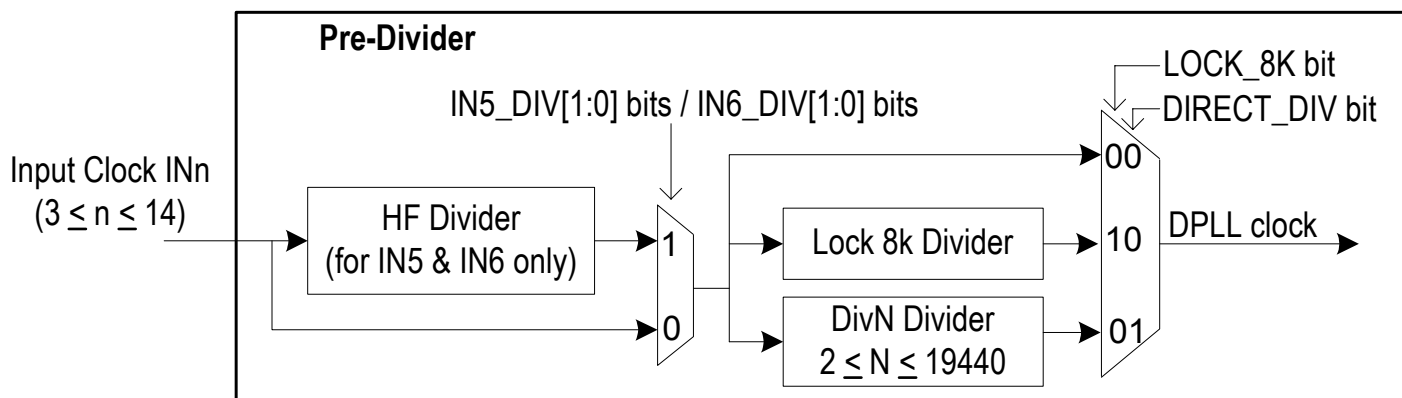 Pre-Divider
LOCK_8K bit
IN5_DIV[1:0] bits / IN6_DIV[1:0] bits
DIRECT_DIV bit
Input Clock INn
(3 ≤ n ≤ 14)
HF Divider
(for IN5 & IN6 only)
1
0
00
Lock 8k Divider
10
DPLL clock
DivN Divider
2 ≤ N ≤ 19440
01